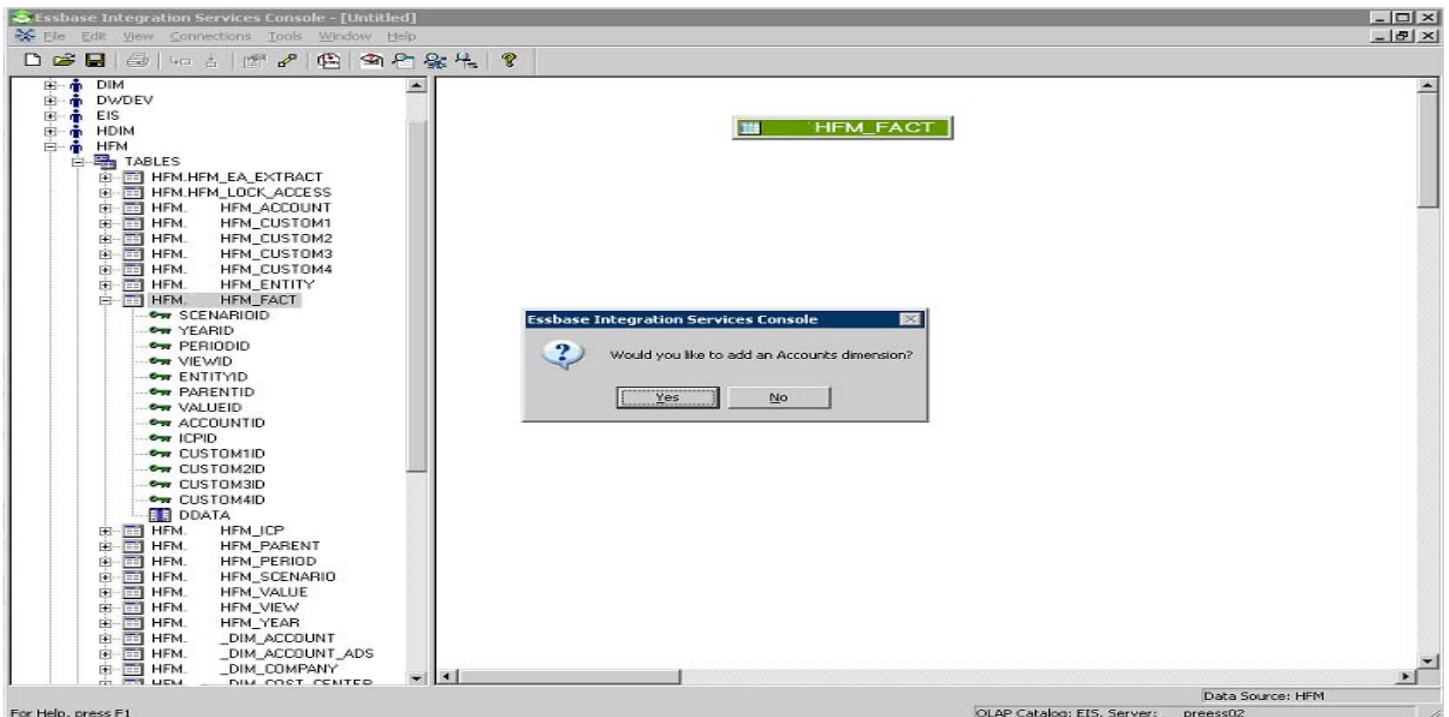 Essbase Integration Services Console - [Untitled]
File Edit View Connections Tools Window Help
DIM
DWDEV
EIS
HDIM
HFM
TABLES
HFM.HFM_EA_EXTRACT
HFM.HFM_LOCK_ACCESS
HFM. HFM_ACCOUNT
HFM. HFM_CUSTOM1
HFM. HFM_CUSTOM2
HFM. HFM_CUSTOM3
HFM. HFM_CUSTOM4
HFM. HFM_ENTITY
HFM. HFM_FACT
SCENARIOID
YEARID
PERIODID
VIEWID
ENTITYID
PARENTID
VALUEID
ACCOUNTID
ICPID
CUSTOM1ID
CUSTOM2ID
CUSTOM3ID
CUSTOM4ID
DDATA
HFM. HFM_ICP
HFM. HFM_PARENT
HFM. HFM_PERIOD
HFM. HFM_SCENARIO
HFM. HFM_VALUE
HFM. HFM_VIEW
HFM. HFM_YEAR
HFM. _DIM_ACCOUNT
HFM. _DIM_ACCOUNT_ADS
HFM. _DIM_COMPANY
HFM. _DIM_COST_CENTER
HFM_FACT
Essbase Integration Services Console
Would you like to add an Accounts dimension?
Yes No
Data Source: HFM
For Help, press F1
OLAP Catalog: EIS, Server: preess02